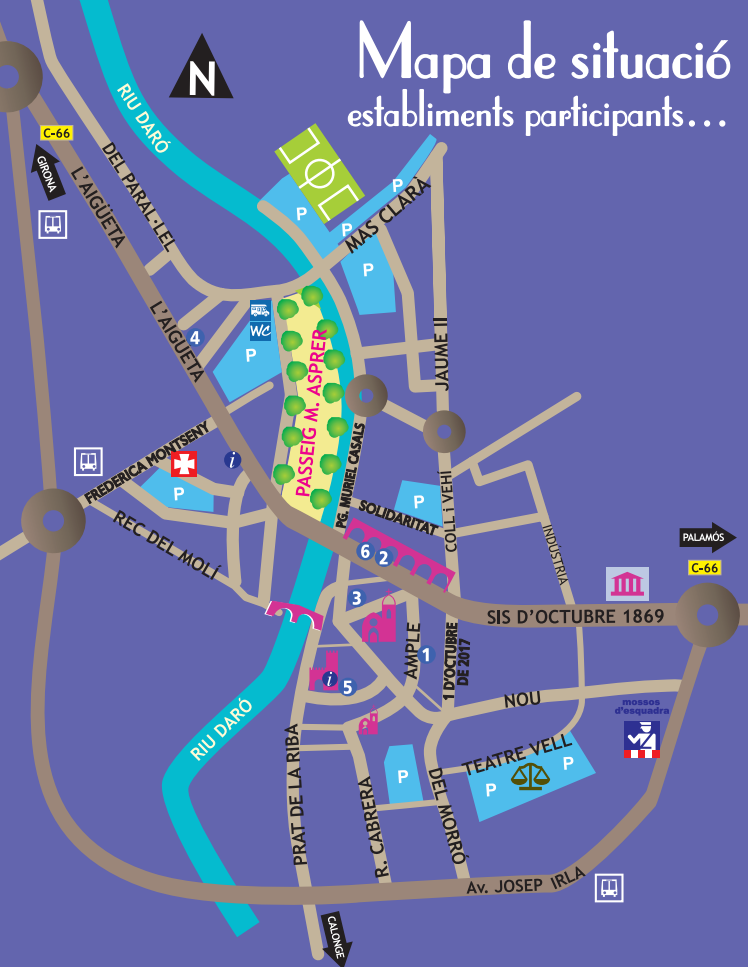 Mapa de situació
establiments participants...
N
RIU DARÓ
C-66
GIRONA
DEL PARAL·LEL
L'AIGÜETA
P
P
P
MAS CLARÀ
P
L'AIGUETA
4
WC
P
PASSEIG M. ASPRER
JAUME II
PG. MURIEL CASALS
FREDERICA MONTSENY
i
P
REC DEL MOLÍ
SOLIDARITAT
P
COLL i VEHÍ
INDÚSTRIA
PALAMÓS
C-66
6
2
3
SIS D'OCTUBRE 1869
AMPLE
1
1 D'OCTUBRE
DE 2017
i
5
NOU
mossos
d'esquadra
RIU DARÓ
PRAT DE LA RIBA
R. CABRERA
P
DEL MORRÓ
TEATRE VELL
P
P
Av. JOSEP IRLA
CALONGE